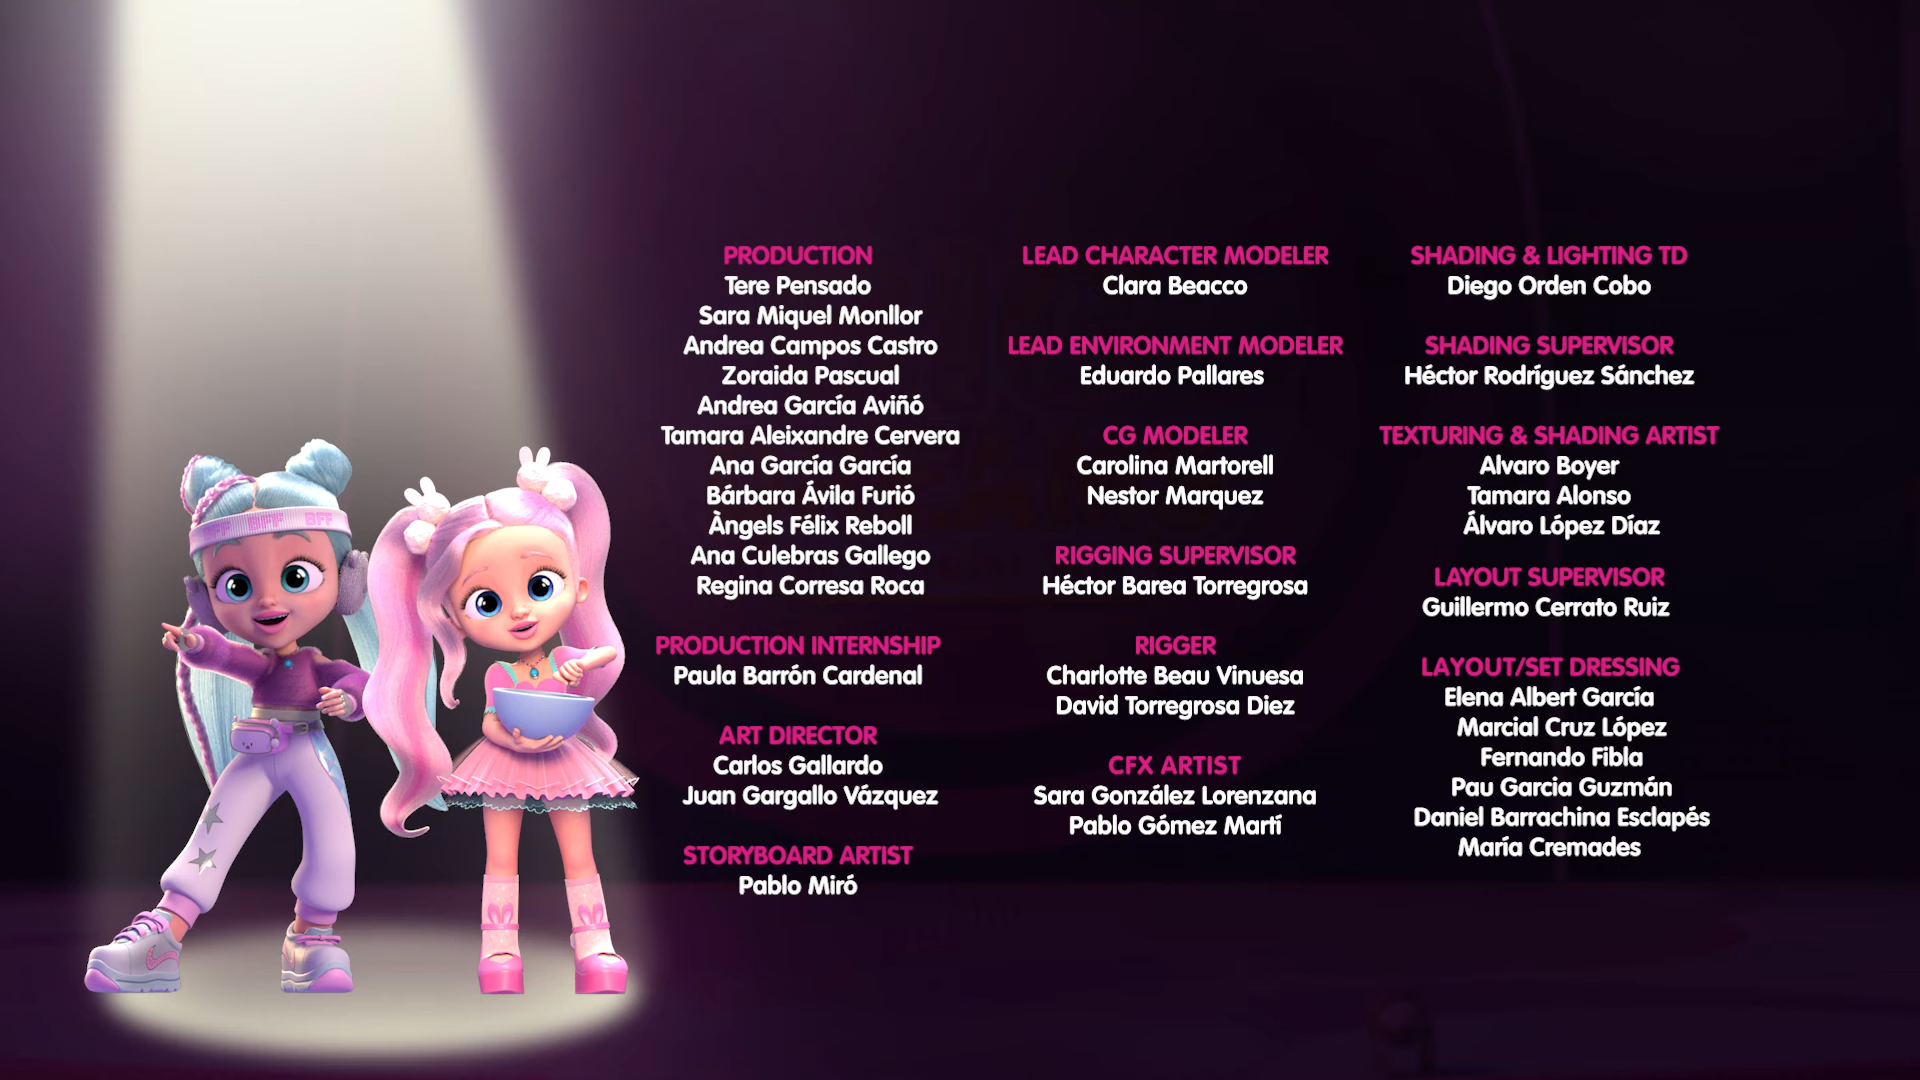 PRODUCTION
Tere Pensado
Sara Miquel Monllor
Andrea Campos Castro
Zoraida Pascual
Andrea García Aviñó
Tamara Aleixandre Cervera
Ana García García
Bárbara Ávila Furió
Àngels Félix Reboll
Ana Culebras Gallego
Regina Corresa Roca
PRODUCTION INTERNSHIP
Paula Barrón Cardenal
ART DIRECTOR
Carlos Gallardo
Juan Gargallo Vázquez
STORYBOARD ARTIST
Pablo Miró
LEAD CHARACTER MODELER
Clara Beacco
LEAD ENVIRONMENT MODELER
Eduardo Pallares
CG MODELER
Carolina Martorell
Nestor Marquez
RIGGING SUPERVISOR
Héctor Barea Torregrosa
RIGGER
Charlotte Beau Vinuesa
David Torregrosa Diez
CFX ARTIST
Sara González Lorenzana
Pablo Gómez Martí
SHADING & LIGHTING TD
Diego Orden Cobo
SHADING SUPERVISOR
Héctor Rodríguez Sánchez
TEXTURING & SHADING ARTIST
Alvaro Boyer
Tamara Alonso
Álvaro López Díaz
LAYOUT SUPERVISOR
Guillermo Cerrato Ruiz
LAYOUT/SET DRESSING
Elena Albert García
Marcial Cruz López
Fernando Fibla
Pau Garcia Guzmán
Daniel Barrachina Esclapés
María Cremades
BFF BFF